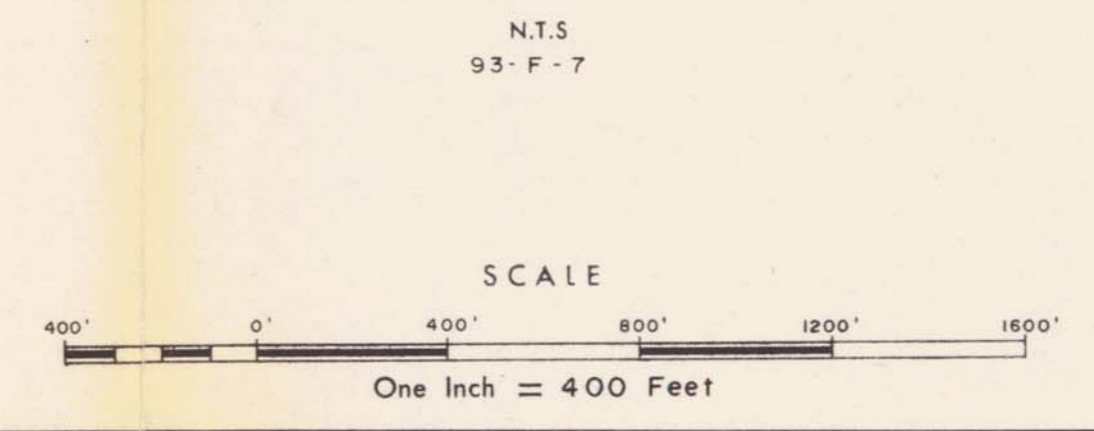 N.T.S
93-F-7
SCALE
400' 0' 400' 800' 1200' 1600'
One Inch = 400 Feet